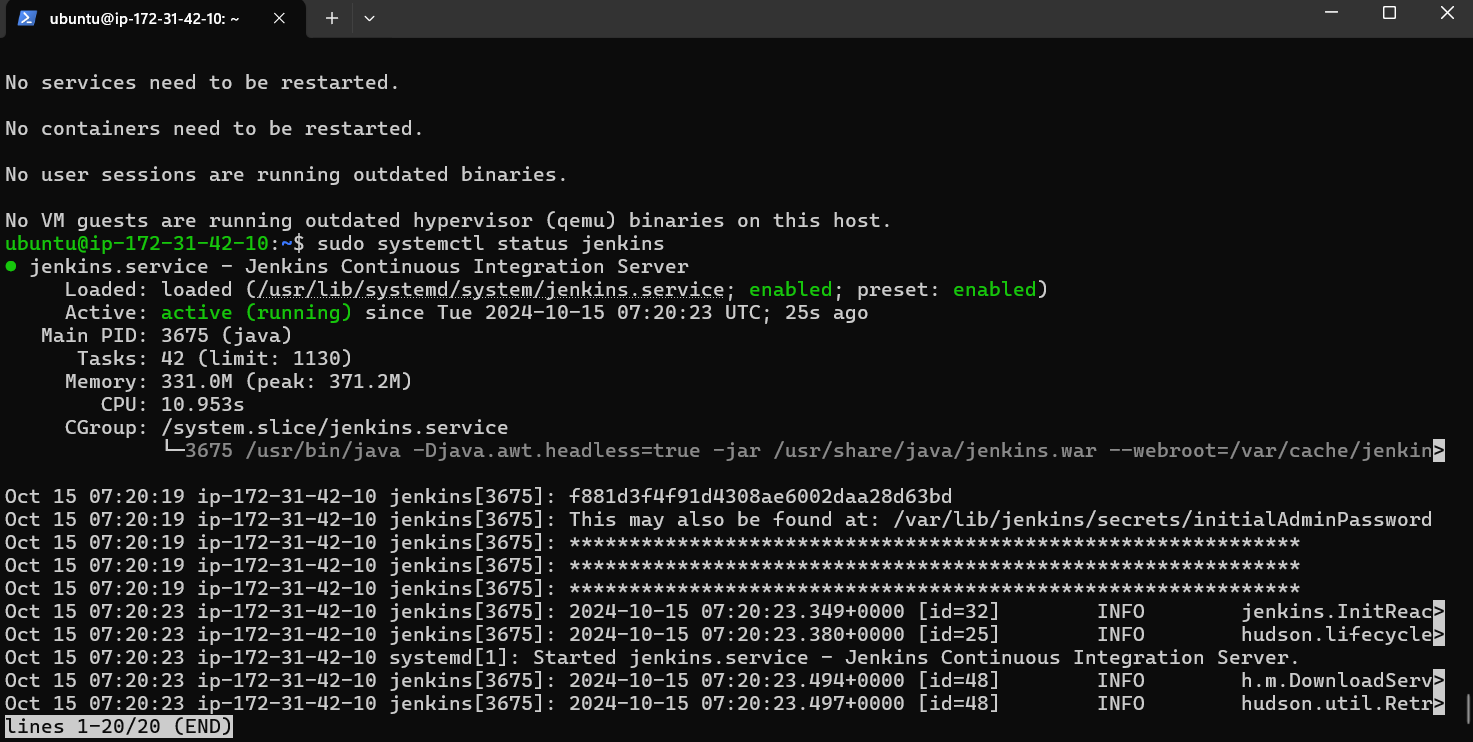 ubuntu@ip-172-31-42-10: ~
No services need to be restarted.
No containers need to be restarted.
No user sessions are running outdated binaries.
No VM guests are running outdated hypervisor (qemu) binaries on this host.
ubuntu@ip-172-31-42-10:~$ sudo systemctl status jenkins
● jenkins.service - Jenkins Continuous Integration Server
     Loaded: loaded (/usr/lib/systemd/system/jenkins.service; enabled; preset: enabled)
     Active: active (running) since Tue 2024-10-15 07:20:23 UTC; 25s ago
   Main PID: 3675 (java)
      Tasks: 42 (limit: 1130)
     Memory: 331.0M (peak: 371.2M)
        CPU: 10.953s
     CGroup: /system.slice/jenkins.service
             └─3675 /usr/bin/java -Djava.awt.headless=true -jar /usr/share/java/jenkins.war --webroot=/var/cache/jenkin>
Oct 15 07:20:19 ip-172-31-42-10 jenkins[3675]: f881d3f4f91d4308ae6002daa28d63bd
Oct 15 07:20:19 ip-172-31-42-10 jenkins[3675]: This may also be found at: /var/lib/jenkins/secrets/initialAdminPassword
Oct 15 07:20:19 ip-172-31-42-10 jenkins[3675]: *************************************************************
Oct 15 07:20:19 ip-172-31-42-10 jenkins[3675]: *************************************************************
Oct 15 07:20:19 ip-172-31-42-10 jenkins[3675]: *************************************************************
Oct 15 07:20:23 ip-172-31-42-10 jenkins[3675]: 2024-10-15 07:20:23.349+0000 [id=32]        INFO        jenkins.InitReac>
Oct 15 07:20:23 ip-172-31-42-10 jenkins[3675]: 2024-10-15 07:20:23.380+0000 [id=25]        INFO        hudson.lifecycle>
Oct 15 07:20:23 ip-172-31-42-10 systemd[1]: Started jenkins.service - Jenkins Continuous Integration Server.
Oct 15 07:20:23 ip-172-31-42-10 jenkins[3675]: 2024-10-15 07:20:23.494+0000 [id=48]        INFO        h.m.DownloadServ>
Oct 15 07:20:23 ip-172-31-42-10 jenkins[3675]: 2024-10-15 07:20:23.497+0000 [id=48]        INFO        hudson.util.Retr>
lines 1-20/20 (END)